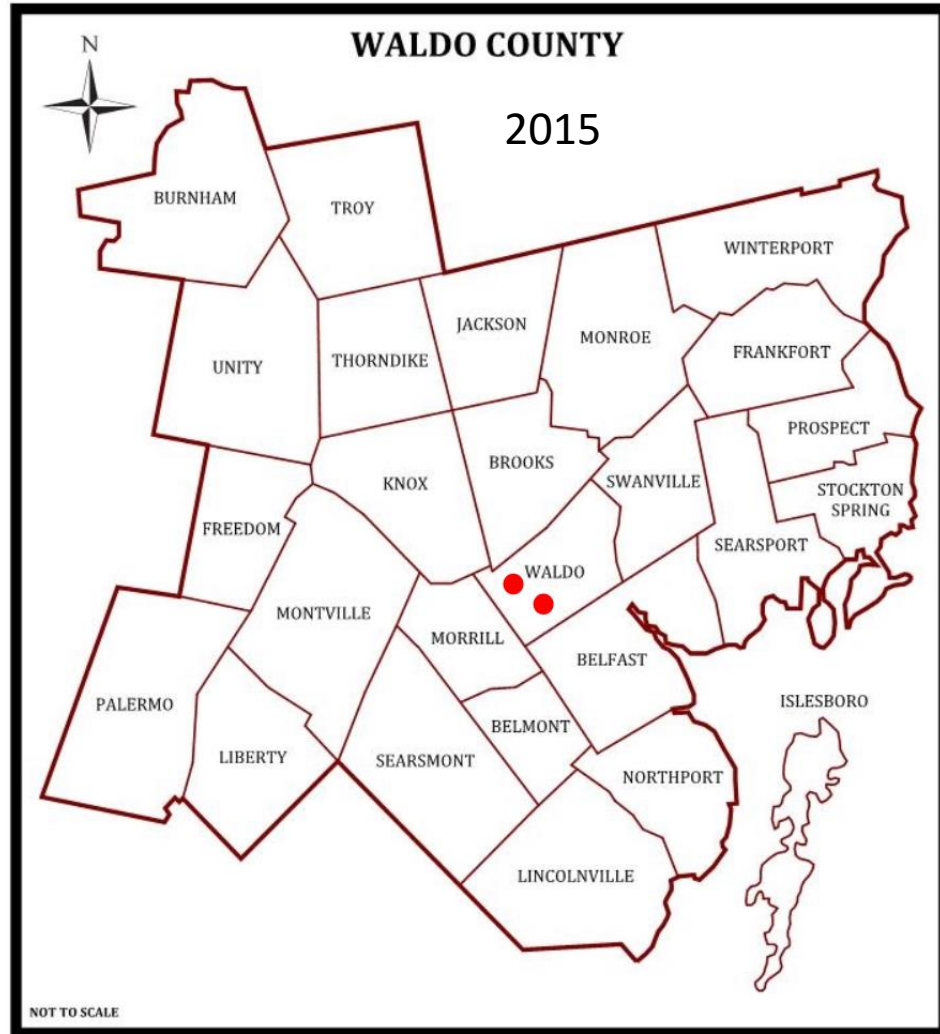 N
WALDO COUNTY
2015
BURNHAM
TROY
WINTERPORT
JACKSON
MONROE
FRANKFORT
UNITY
THORNDIKE
PROSPECT
BROOKS
KNOX
SWANVILLE
STOCKTON
SPRING
FREEDOM
SEARSPORT
WALDO
MONTVILLE
MORRILL
BELFAST
PALERMO
ISLESBORO
BELMONT
LIBERTY
SEARSMONT
NORTHPORT
LINCOLNVILLE
NOT TO SCALE